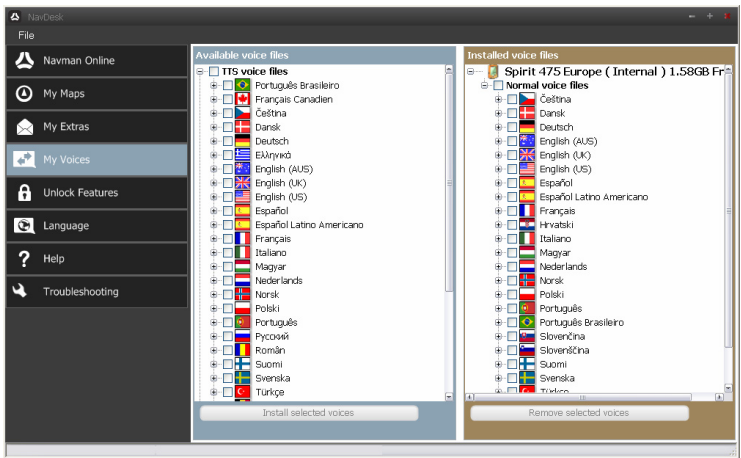 NavDesk
File
Navman Online
My Maps
My Extras
My Voices
Unlock Features
Language
Help
Troubleshooting
Available voice files
TTS voice files
Português Brasileiro
Français Canadien
Čeština
Dansk
Deutsch
Ελληνικά
English (AUS)
English (UK)
English (US)
Español
Español Latino Americano
Français
Italiano
Magyar
Nederlands
Norsk
Polski
Português
Русский
Român
Suomi
Svenska
Türkçe
Install selected voices
Installed voice files
Spirit 475 Europe ( Internal ) 1.58GB Fr
Normal voice files
Čeština
Dansk
Deutsch
English (AUS)
English (UK)
English (US)
Español
Español Latino Americano
Français
Hrvatski
Italiano
Magyar
Nederlands
Norsk
Polski
Português
Português Brasileiro
Slovenčina
Slovenščina
Suomi
Svenska
Türkçe
Remove selected voices